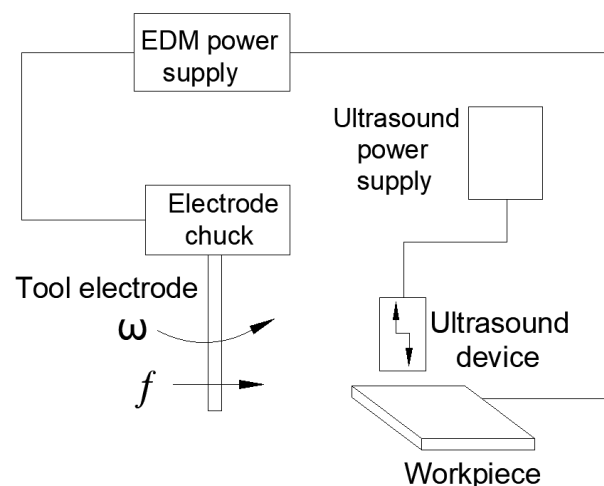 EDM power
supply
Ultrasound
power
supply
Electrode
chuck
Tool electrode
ω
f
Ultrasound
device
Workpiece